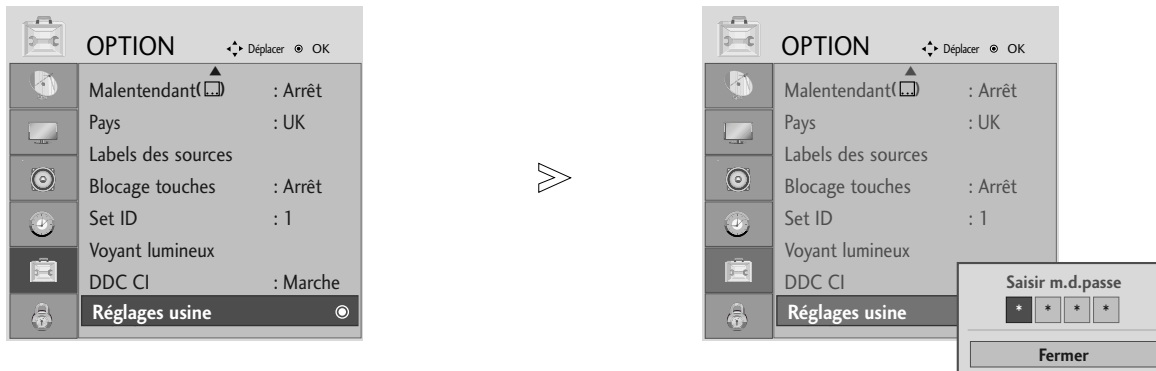 OPTION Déplacer OK
Malentendant( ) : Arrêt
Pays : UK
Labels des sources
Blocage touches : Arrêt
Set ID : 1
Voyant lumineux
DDC CI : Marche
Réglages usine
OPTION Déplacer OK
Malentendant( ) : Arrêt
Pays : UK
Labels des sources
Blocage touches : Arrêt
Set ID : 1
Voyant lumineux
DDC CI
Réglages usine
Saisir m.d.passe
* * * *
Fermer